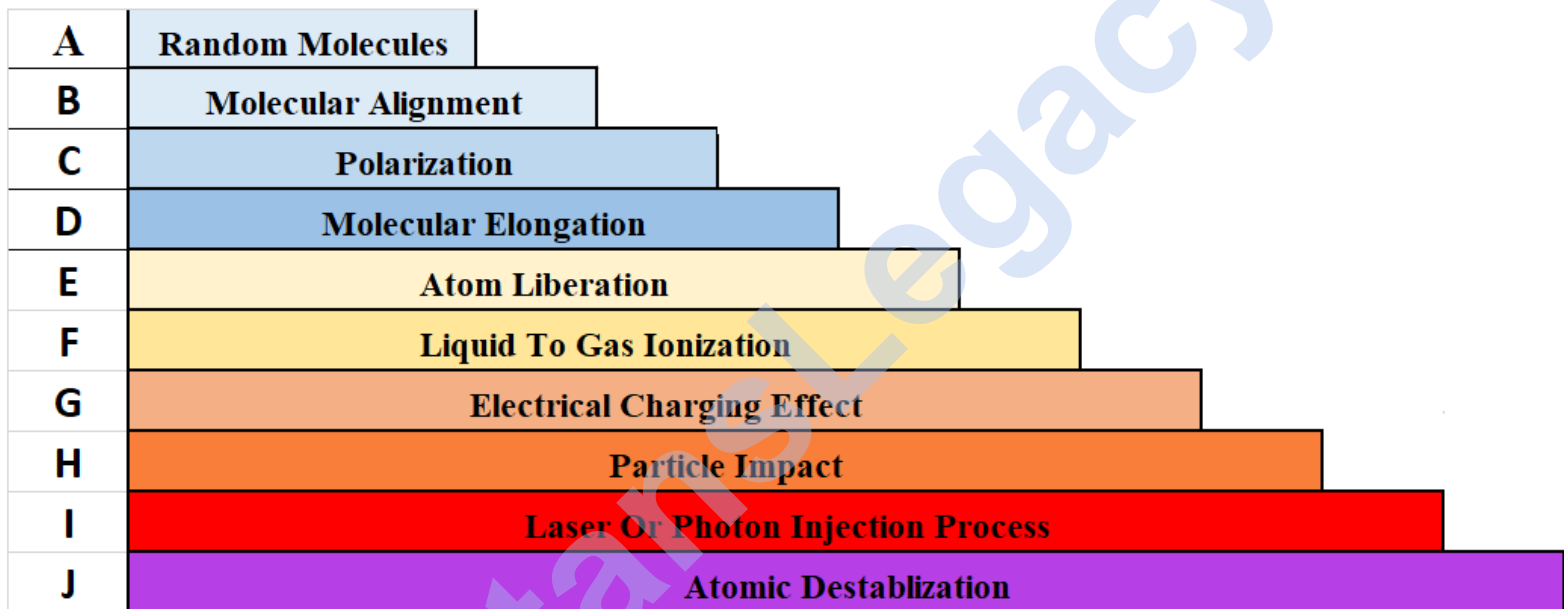 A Random Molecules
B Molecular Alignment
C Polarization
D Molecular Elongation
E Atom Liberation
F Liquid To Gas Ionization
G Electrical Charging Effect
H Particle Impact
I Laser Or Photon Injection Process
J Atomic Destablization
tansLegacy